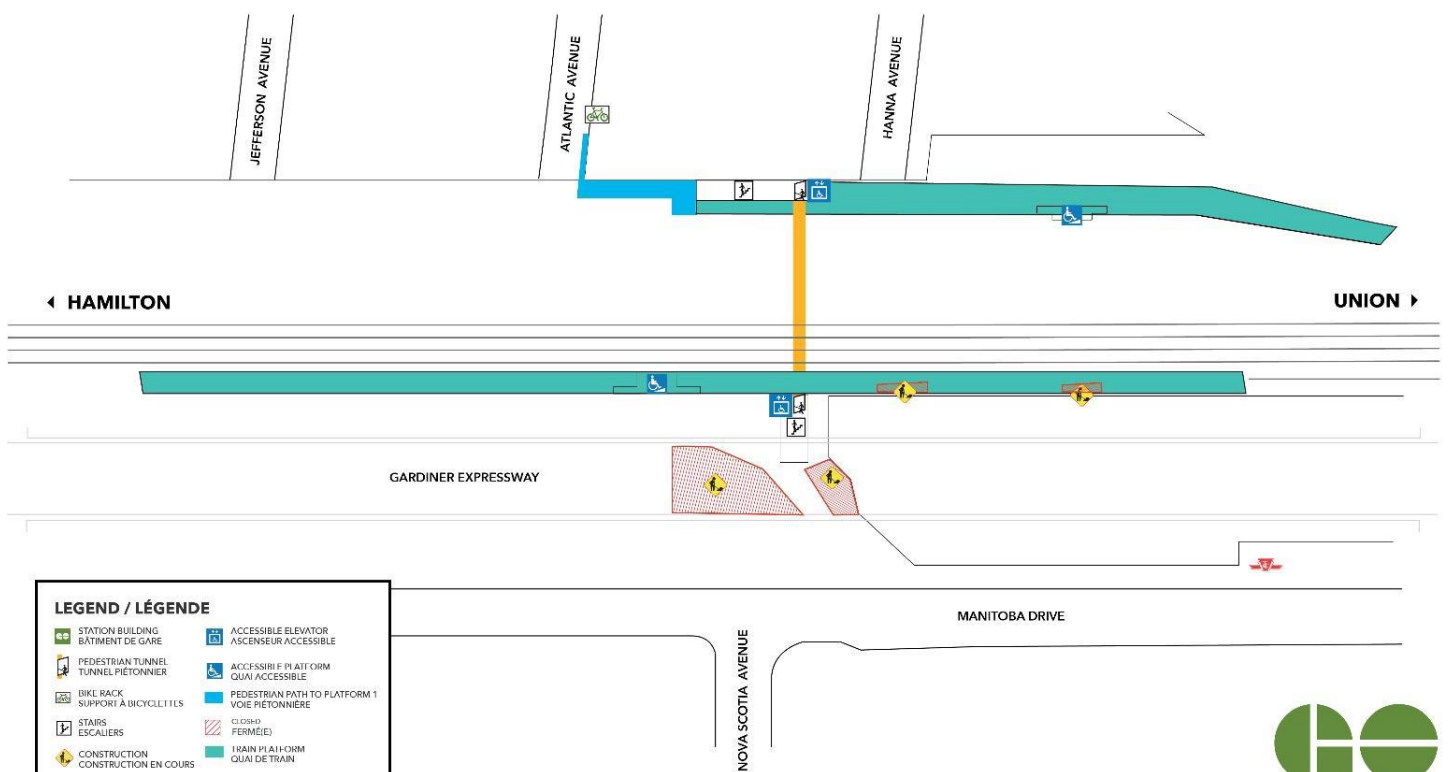 JEFFERSON AVENUE
ATLANTIC AVENUE
HANNA AVENUE
HAMILTON
UNION
GARDINER EXPRESSWAY
MANITOBA DRIVE
NOVA SCOTIA AVENUE
LEGEND / LÉGENDE
STATION BUILDING
BÂTIMENT DE GARE
PEDESTRIAN TUNNEL
TUNNEL PIÉTONNIER
BIKE RACK
SUPPORT À BICYCLETTES
STAIRS
ESCALIERS
CONSTRUCTION
CONSTRUCTION EN COURS
ACCESSIBLE ELEVATOR
ASCENSEUR ACCESSIBLE
ACCESSIBLE PLATFORM
QUAI ACCESSIBLE
PEDESTRIAN PATH TO PLATFORM 1
VOIE PIÉTONNIÈRE
CLOSED
FERMÉ(E)
TRAIN PLATFORM
QUAI DE TRAIN
GO